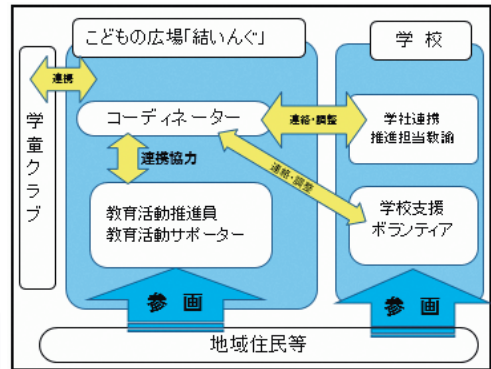 こどもの広場「結いんぐ」
学校
連携
学童クラブ
コーディネーター
連絡・調整
学社連携
推進担当教諭
連携協力
連絡・調整
教育活動推進員
教育活動サポーター
学校支援
ボランティア
参画
参画
地域住民等